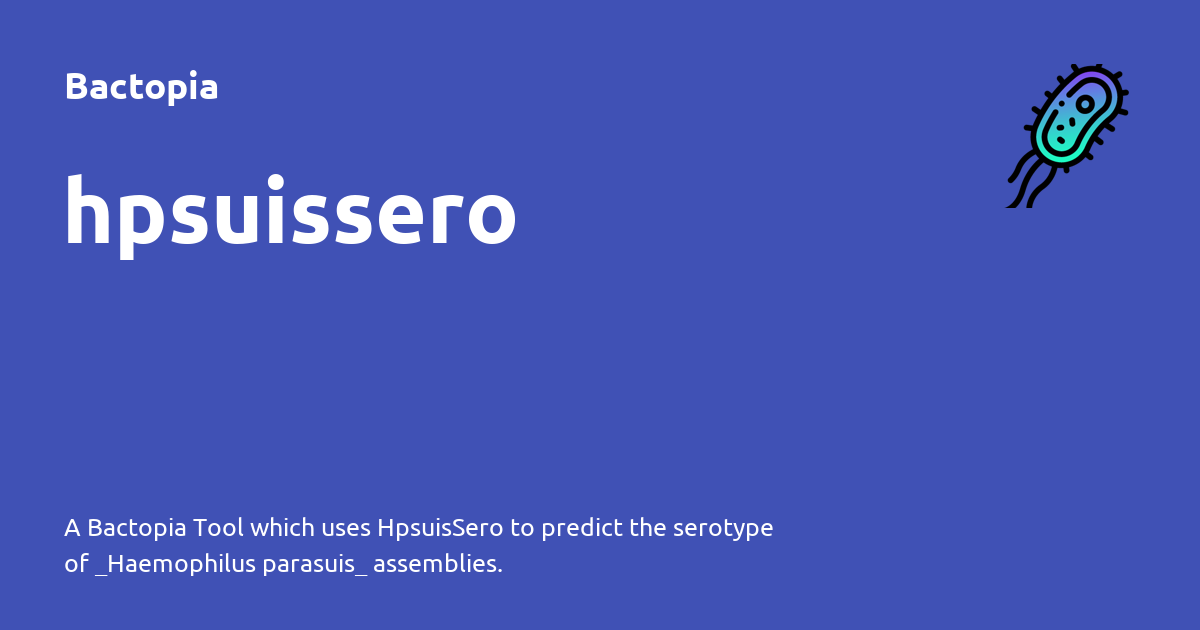 Bactopia
hpsuissero
A Bactopia Tool which uses HpsuisSero to predict the serotype
of _Haemophilus parasuis_ assemblies.